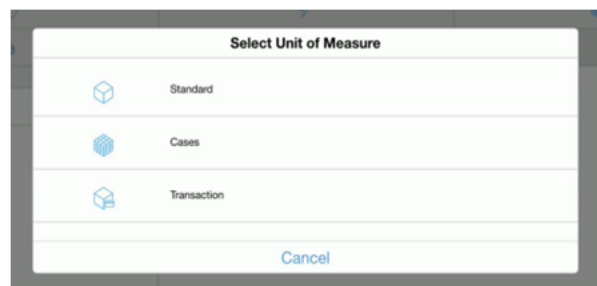 Select Unit of Measure
Standard
Cases
Transaction
Cancel